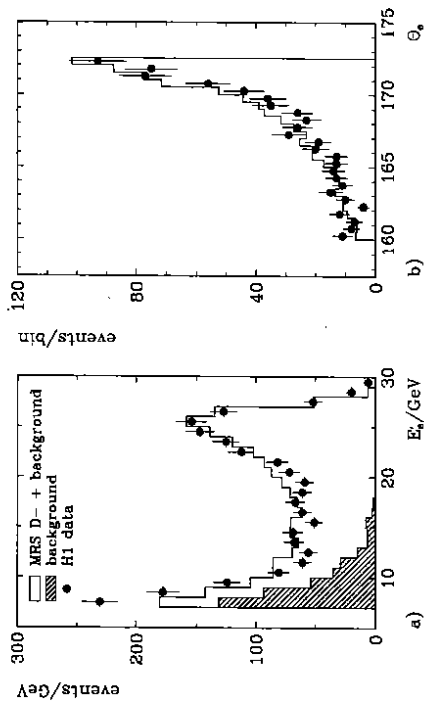 events/GeV
300
200
100
0
MRS D- + background
background
H1 data
10
20
30
a)
E'e/GeV
events/bin
120
80
40
0
160
165
170
175
b)
Θe